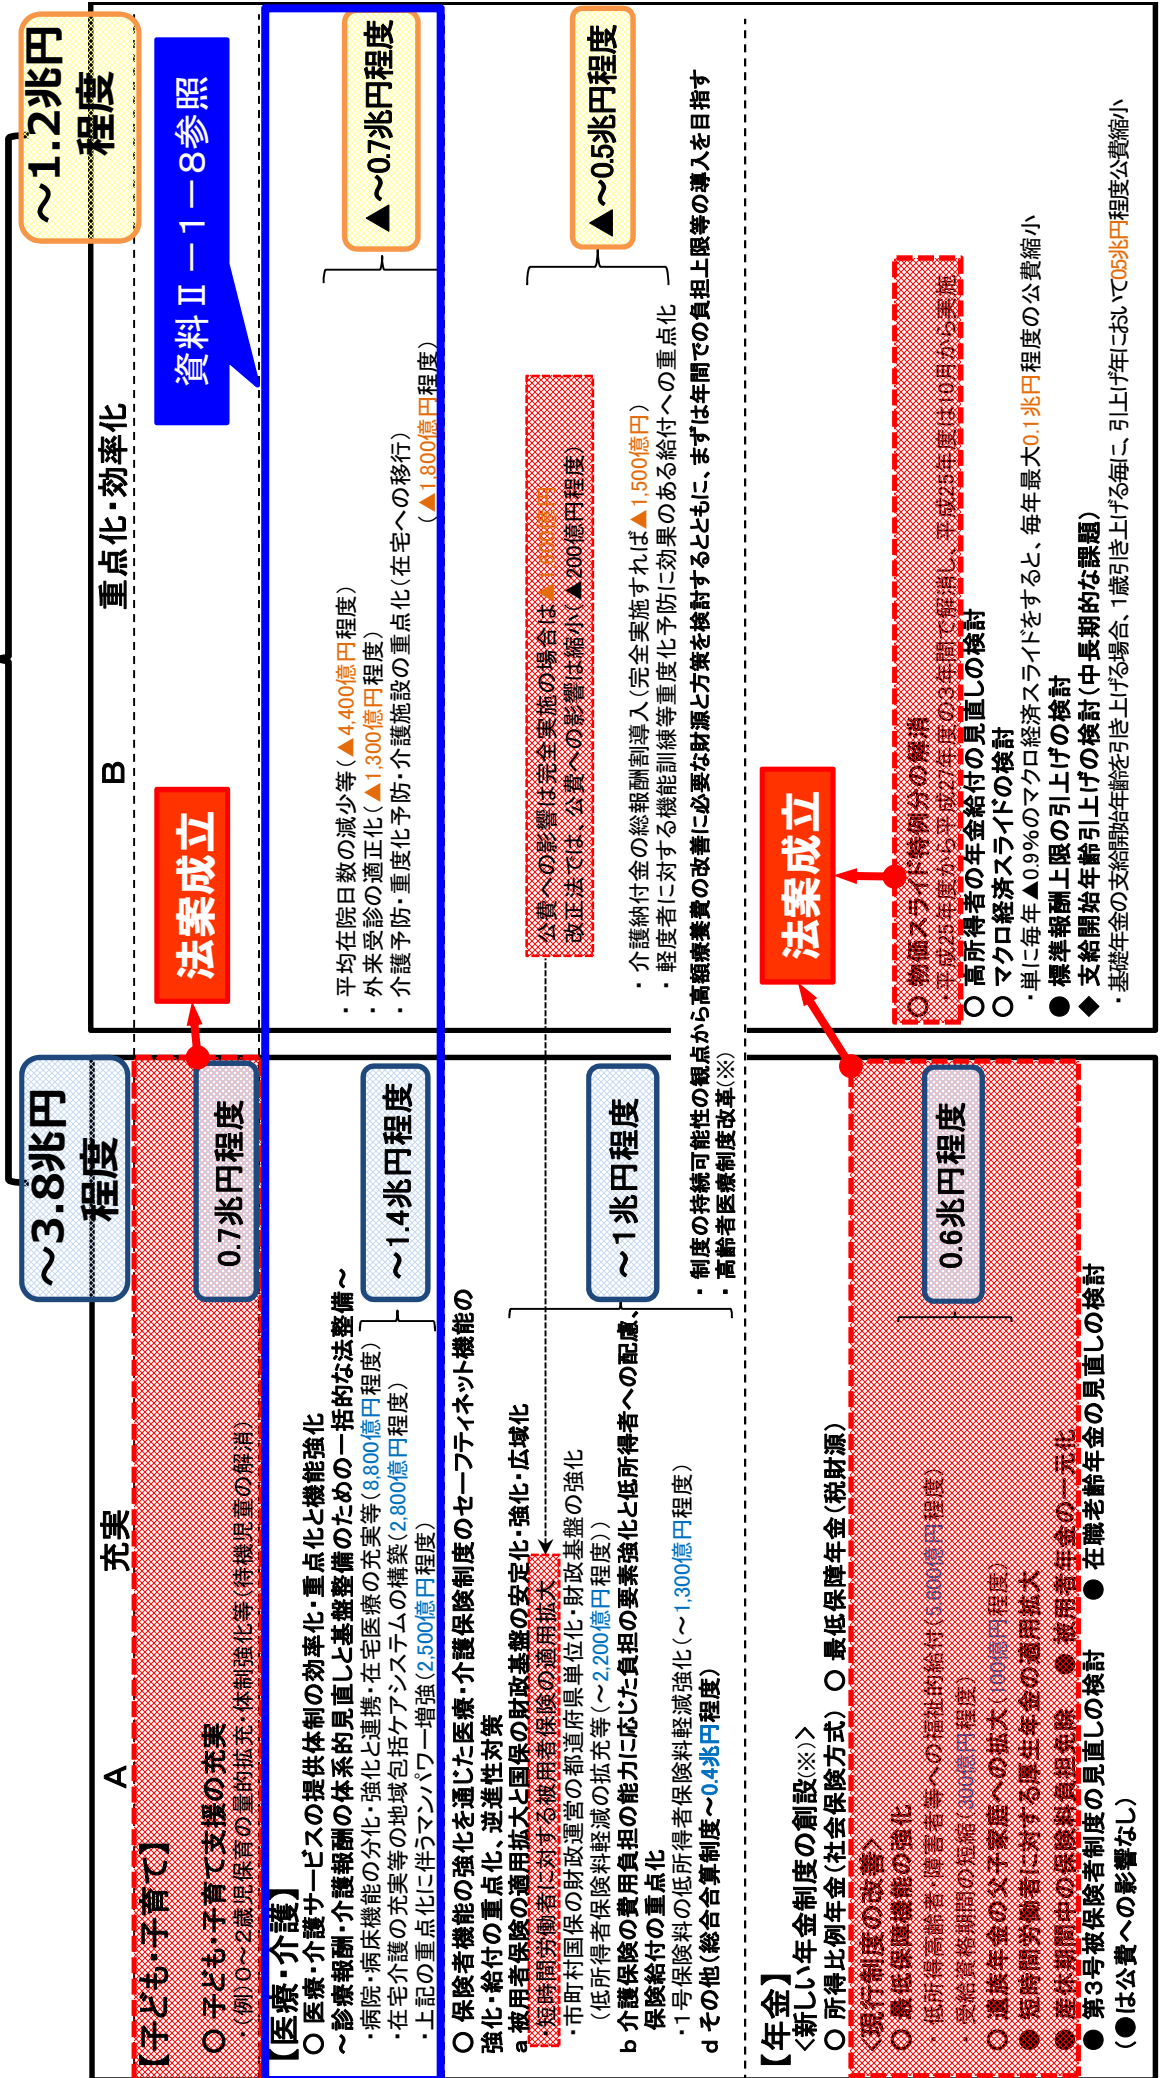 ～3.8兆円
程度
～1.2兆円
程度
A　充実
B　重点化・効率化
【子ども・子育て】
○ 子ども・子育て支援の充実
・(例)０～２歳児保育の量的拡充・体制強化等(待機児童の解消)
0.7兆円程度
法案成立
資料Ⅱ－１－８参照
【医療・介護】
○ 医療・介護サービスの提供体制の効率化・重点化と機能強化
～診療報酬・介護報酬の体系的見直しと基盤整備のための一括的な法整備～
・病院・病床機能の分化・強化と連携・在宅医療の充実等(8,800億円程度)
・在宅介護の充実等の地域包括ケアシステムの構築(2,800億円程度)
・上記の重点化に伴うマンパワー増強(2,500億円程度)
～1.4兆円程度
・平均在院日数の減少等(▲4,400億円程度)
・外来受診の適正化(▲1,300億円程度)
・介護予防・重度化予防・介護施設の重点化(在宅への移行)
(▲1,800億円程度)
▲～0.7兆円程度
○ 保険者機能の強化を通じた医療・介護保険制度のセーフティネット機能の
強化・給付の重点化、逆進性対策
a 被用者保険の適用拡大と国保の財政基盤の安定化・強化・広域化
・短時間労働者に対する被用者保険の適用拡大
・市町村国保の財政運営の都道府県単位化・財政基盤の強化
(低所得者保険料軽減の拡充等(～2,200億円程度))
b 介護保険の費用負担の能力に応じた負担の要素強化と低所得者への配慮、
保険給付の重点化
・1号保険料の低所得者保険料軽減強化(～1,300億円程度)
d その他(総合合算制度～0.4兆円程度)
～1兆円程度
公費への影響は完全実施の場合は▲1,600億円
改正法では、公費への影響は縮小(▲200億円程度)
・介護納付金の総報酬割導入(完全実施すれば▲1,500億円)
・軽度者に対する機能訓練等重度化予防に効果のある給付への重点化
▲～0.5兆円程度
・制度の持続可能性の観点から高額療養費の改善に必要な財源と方策を検討するとともに、まずは年間での負担上限等の導入を目指す
・高齢者医療制度改革(※)
【年金】
＜新しい年金制度の創設(※)＞
○ 所得比例年金(社会保険方式) ○ 最低保障年金(税財源)
＜現行制度の改善＞
○ 最低保障機能の強化
低所得高齢者・障害者等への福祉的給付(5,600億円程度)
受給資格期間の短縮(300億円程度)
○ 遺族年金の父子家庭への拡大(100億円程度)
● 短時間労働者に対する厚生年金の適用拡大
● 産休期間中の保険料負担免除 ● 被用者年金の一元化
● 第3号被保険者制度の見直しの検討 ● 在職老齢年金の見直しの検討
(●は公費への影響なし)
0.6兆円程度
法案成立
○ 物価スライド特例分の解消
・平成25年度から平成27年度の3年間で解消し、平成25年度は10月から実施
○ 高所得者の年金給付の見直しの検討
○ マクロ経済スライドの検討
・単に毎年▲0.9%のマクロ経済スライドをすると、毎年最大0.1兆円程度の公費縮小
● 標準報酬上限の引上げの検討
◆ 支給開始年齢引上げの検討(中長期的な課題)
・基礎年金の支給開始年齢を引き上げる場合、1歳引き上げる毎に、引上げ年において0.5兆円程度公費縮小